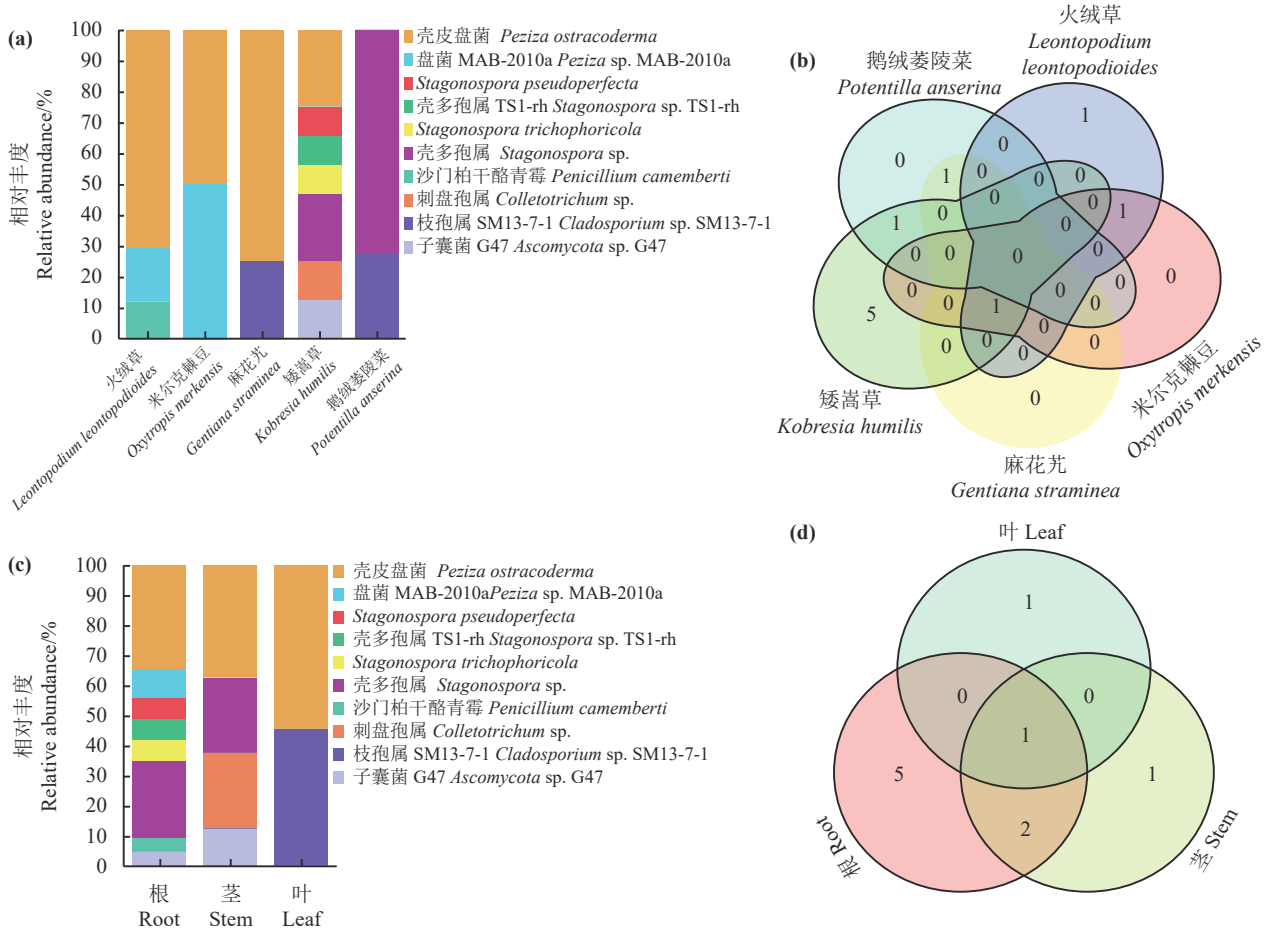 (a)
相对丰度
Relative abundance/%
100
90
80
70
60
50
40
30
20
10
0
壳皮盘菌 Peziza ostracoderma
盘菌 MAB-2010a Peziza sp. MAB-2010a
Stagonospora pseudoperfecta
壳多孢属 TS1-rh Stagonospora sp. TS1-rh
Stagonospora trichophoricola
壳多孢属 Stagonospora sp.
沙门柏干酪青霉 Penicillium camemberti
刺盘孢属 Colletotrichum sp.
枝孢属 SM13-7-1 Cladosporium sp. SM13-7-1
子囊菌 G47 Ascomycota sp. G47
火绒草
Leontopodium leontopodioides
米尔克棘豆
Oxytropis merkensis
麻花艽
Gentiana straminea
矮嵩草
Kobresia humilis
鹅绒萎陵菜
Potentilla anserina
(b)
火绒草
Leontopodium
leontopodioides
鹅绒萎陵菜
Potentilla anserina
1
0
0
1
0
0
0
0
1
0
0
1
0
0
0
0
0
0
0
0
0
0
0
5
0
1
0
0
0
0
0
0
0
矮嵩草
Kobresia humilis
米尔克棘豆
Oxytropis merkensis
麻花艽
Gentiana straminea
(c)
相对丰度
Relative abundance/%
100
90
80
70
60
50
40
30
20
10
0
壳皮盘菌 Peziza ostracoderma
盘菌 MAB-2010aPeziza sp. MAB-2010a
Stagonospora pseudoperfecta
壳多孢属 TS1-rh Stagonospora sp. TS1-rh
Stagonospora trichophoricola
壳多孢属 Stagonospora sp.
沙门柏干酪青霉 Penicillium camemberti
刺盘孢属 Colletotrichum sp.
枝孢属 SM13-7-1 Cladosporium sp. SM13-7-1
子囊菌 G47 Ascomycota sp. G47
根
Root
茎
Stem
叶
Leaf
(d)
叶 Leaf
1
0
0
1
5
1
2
根 Root
茎 Stem